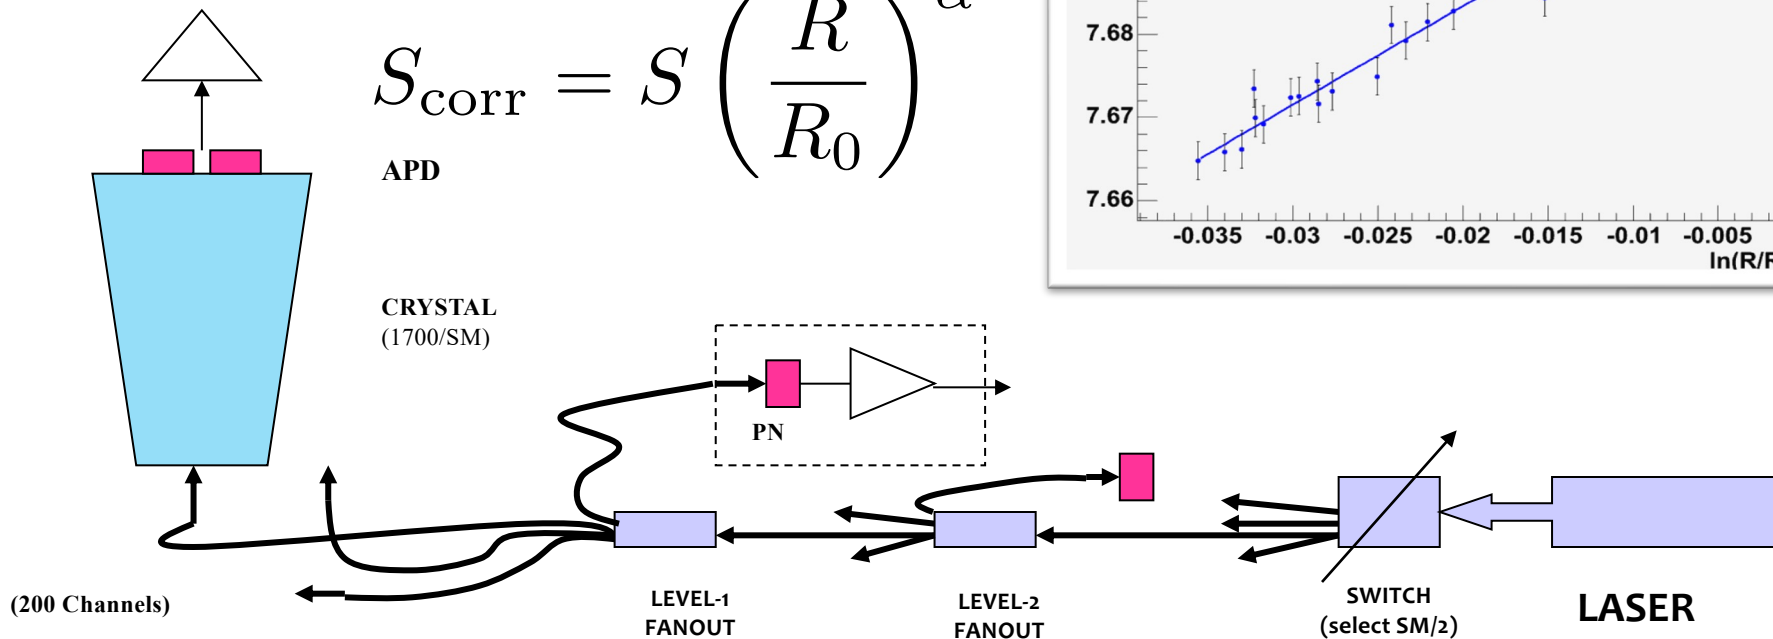 S_corr = S (R/R_0)
7.68
7.67
7.66
-0.035 -0.03 -0.025 -0.02 -0.015 -0.01 -0.005
ln(R/R
APD
CRYSTAL
(1700/SM)
PN
(200 Channels)
LEVEL-1
FANOUT
LEVEL-2
FANOUT
SWITCH
(select SM/2)
LASER